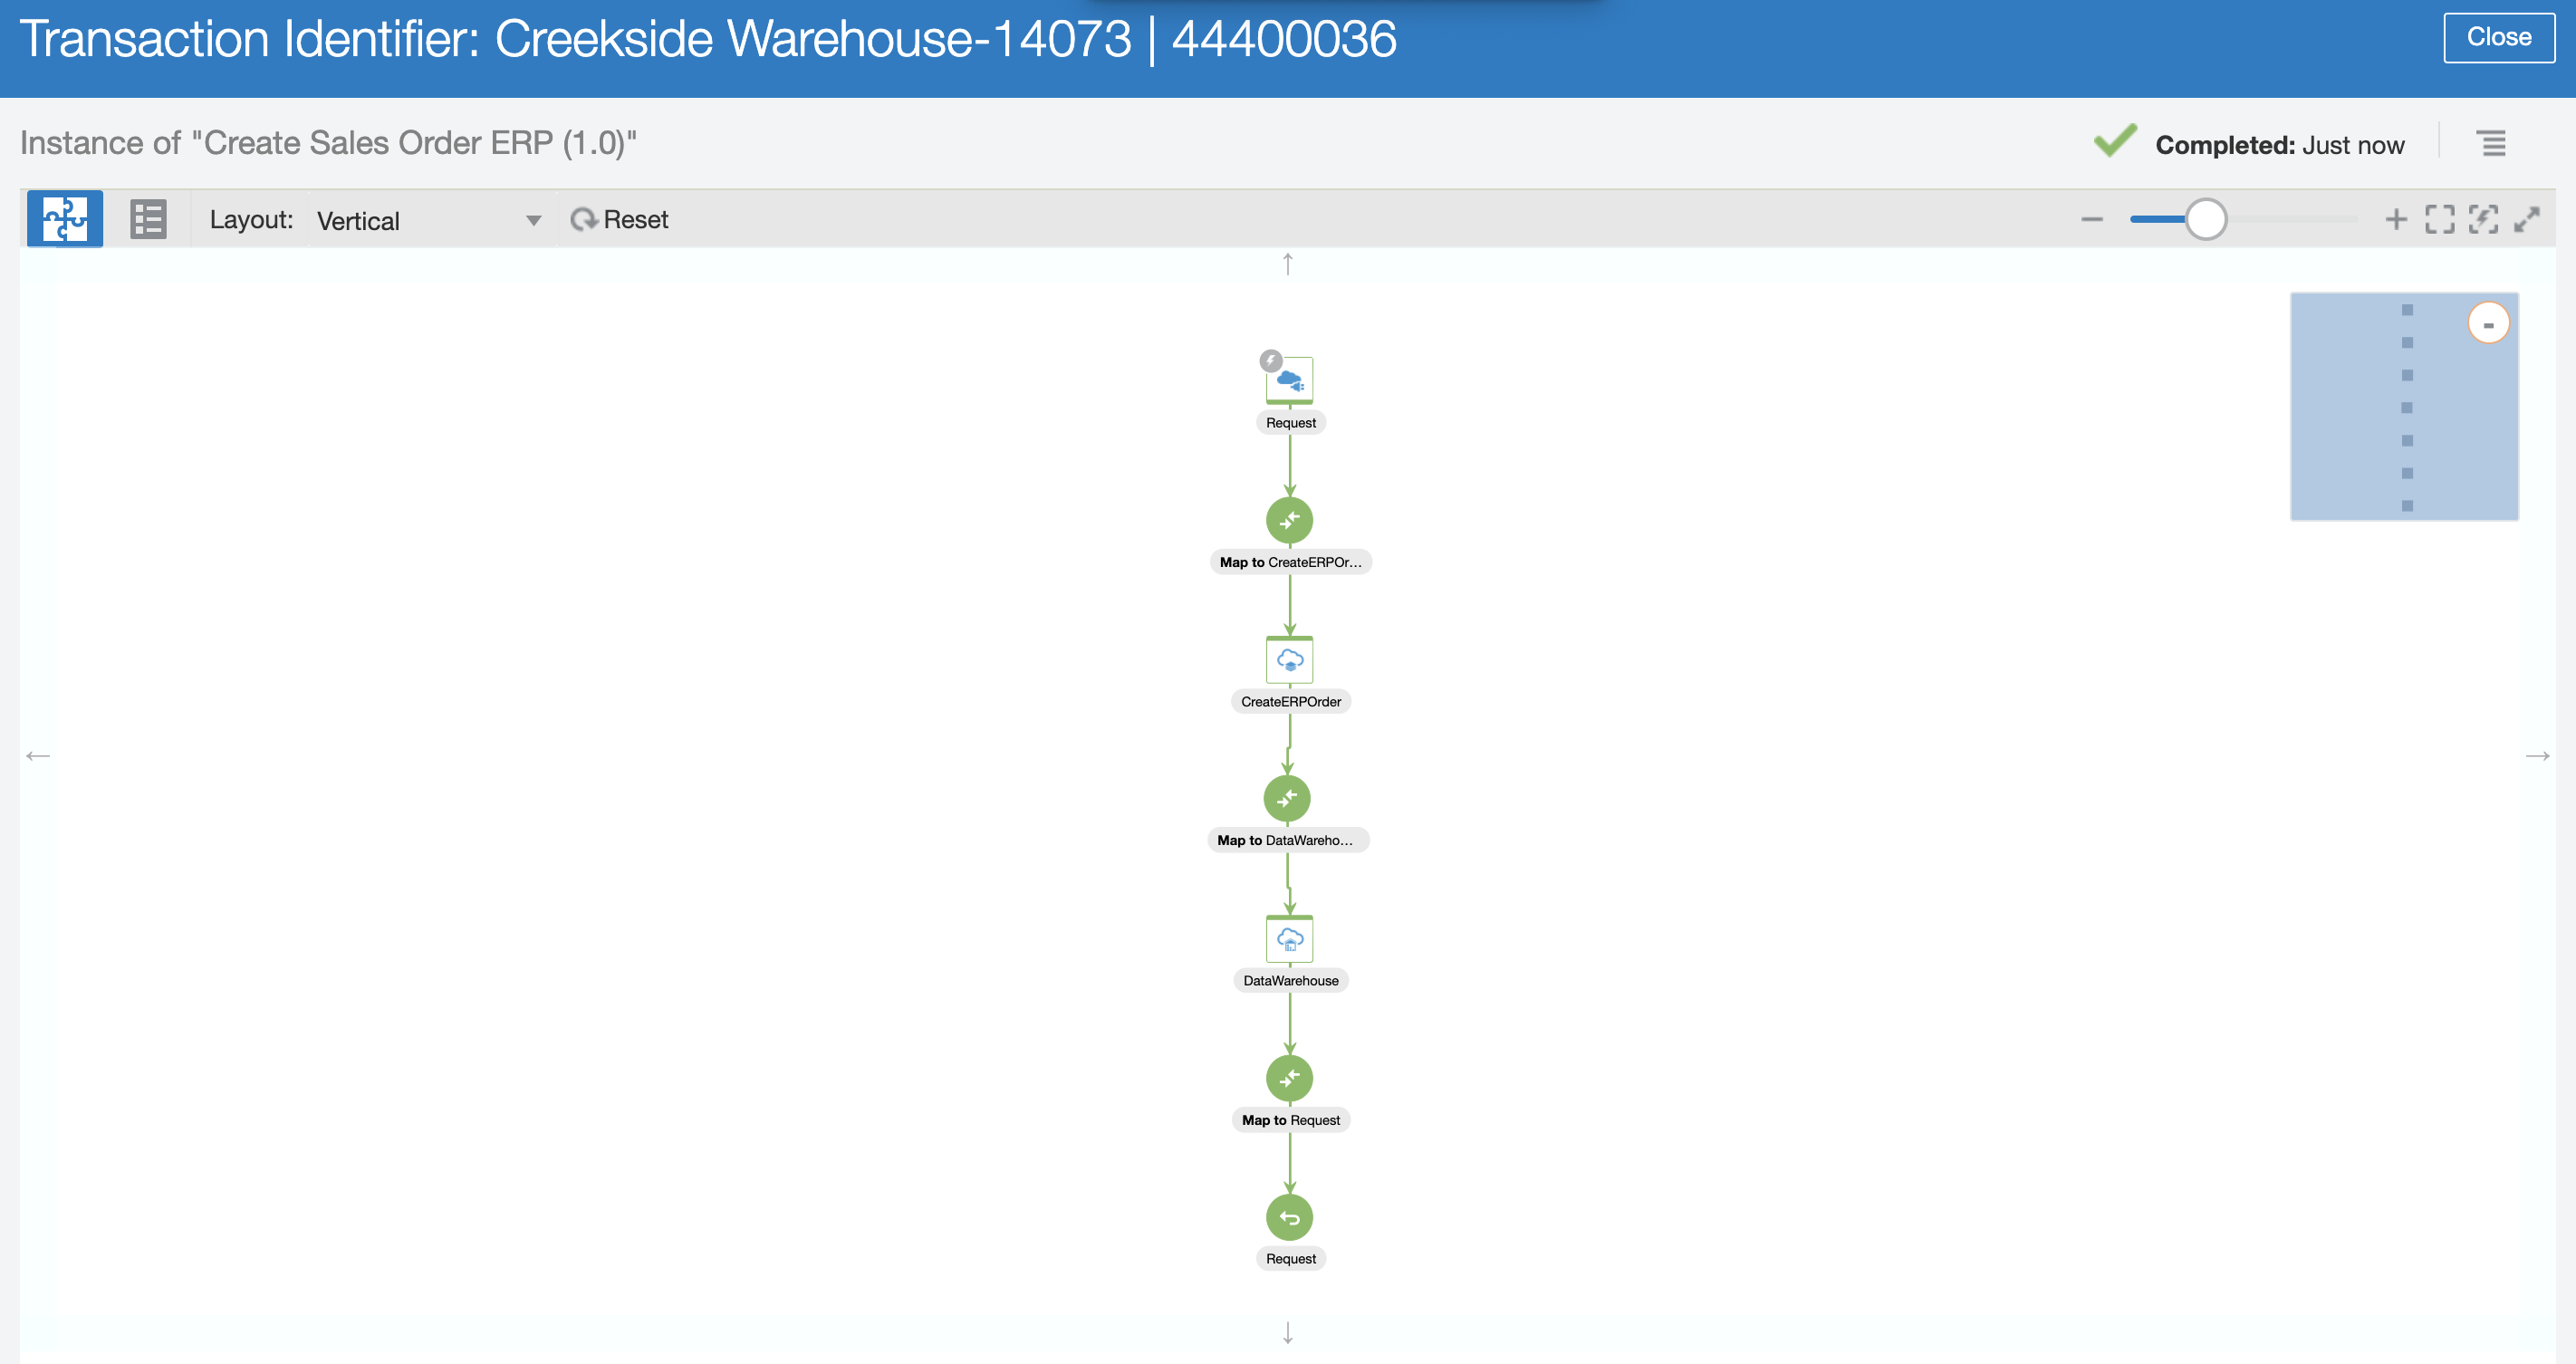 Transaction Identifier: Creekside Warehouse-14073 | 44400036
Close
Instance of "Create Sales Order ERP (1.0)"
Completed: Just now
Layout: Vertical
Reset
Request
Map to CreateERPOr...
CreateERPOrder
Map to DataWareho...
DataWarehouse
Map to Request
Request